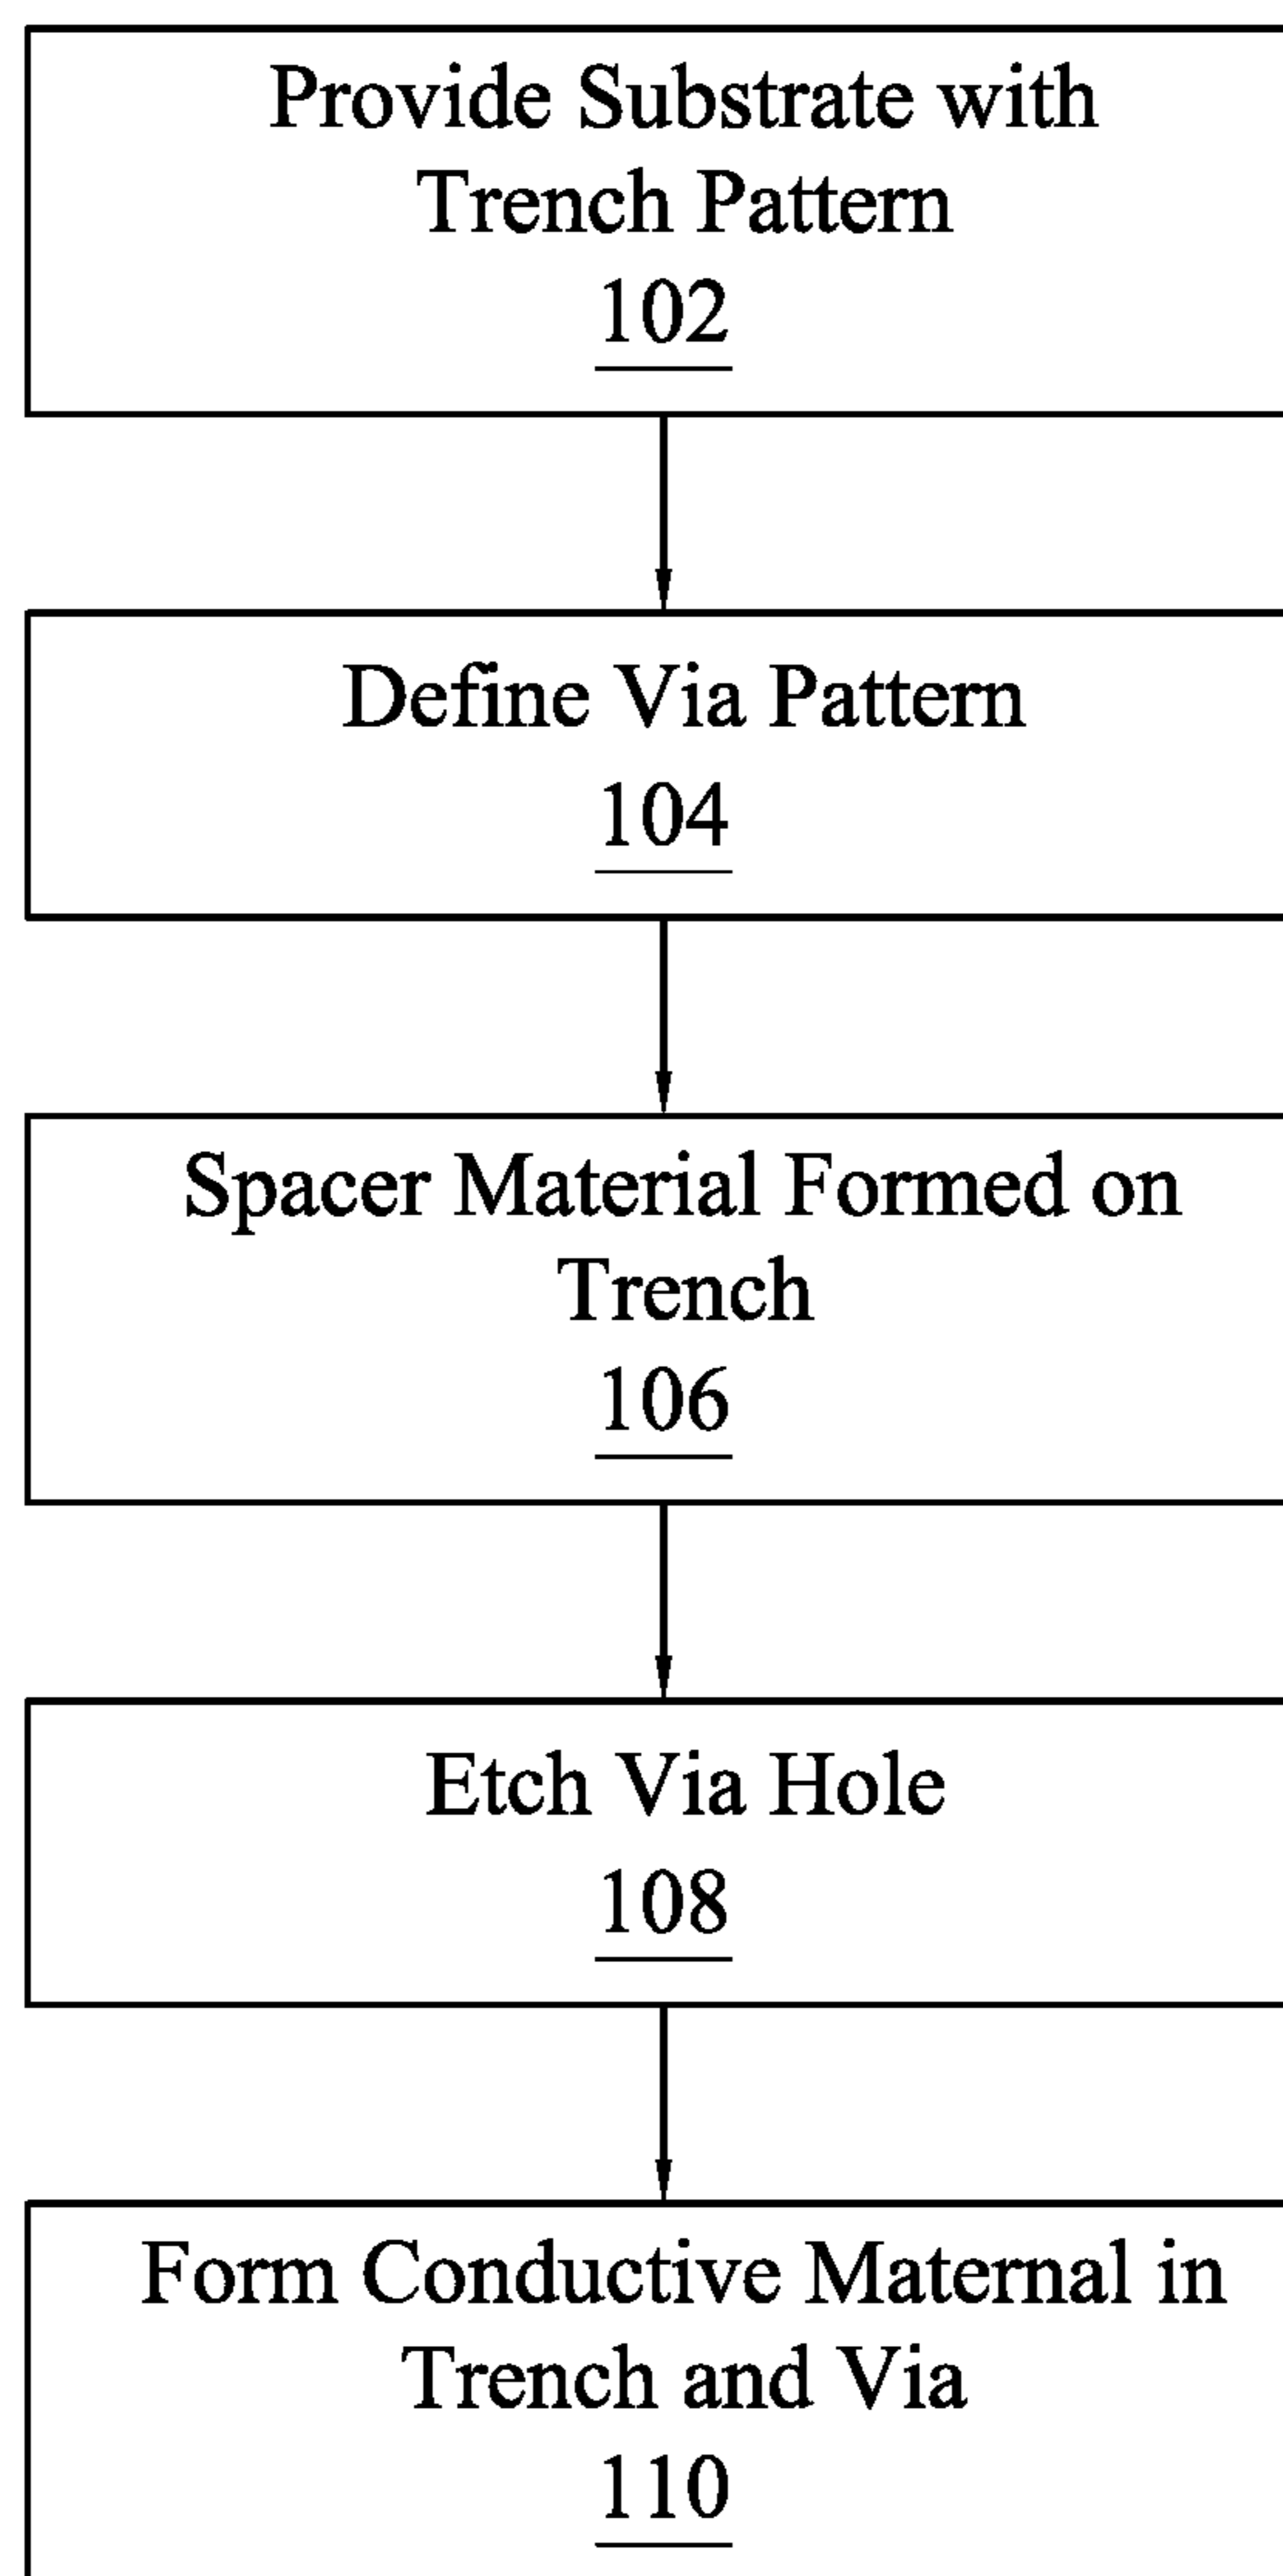 Provide Substrate with
Trench Pattern
102
Define Via Pattern
104
Spacer Material Formed on
Trench
106
Etch Via Hole
108
Form Conductive Maternal in
Trench and Via
110